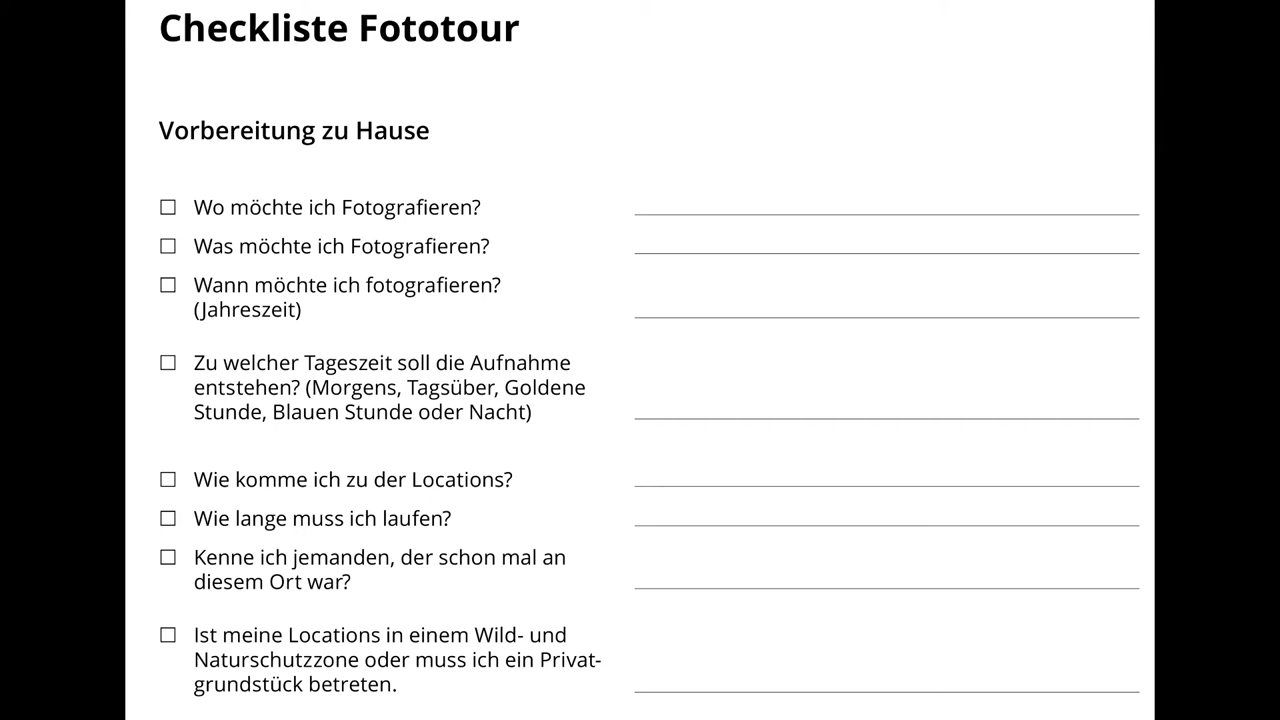 Checkliste Fototour
Vorbereitung zu Hause
☐ Wo möchte ich Fotografieren?
☐ Was möchte ich Fotografieren?
☐ Wann möchte ich fotografieren?
(Jahreszeit)
☐ Zu welcher Tageszeit soll die Aufnahme
entstehen? (Morgens, Tagsüber, Goldene
Stunde, Blauen Stunde oder Nacht)
☐ Wie komme ich zu der Locations?
☐ Wie lange muss ich laufen?
☐ Kenne ich jemanden, der schon mal an
diesem Ort war?
☐ Ist meine Locations in einem Wild- und
Naturschutzzone oder muss ich ein Privat-
grundstück betreten.